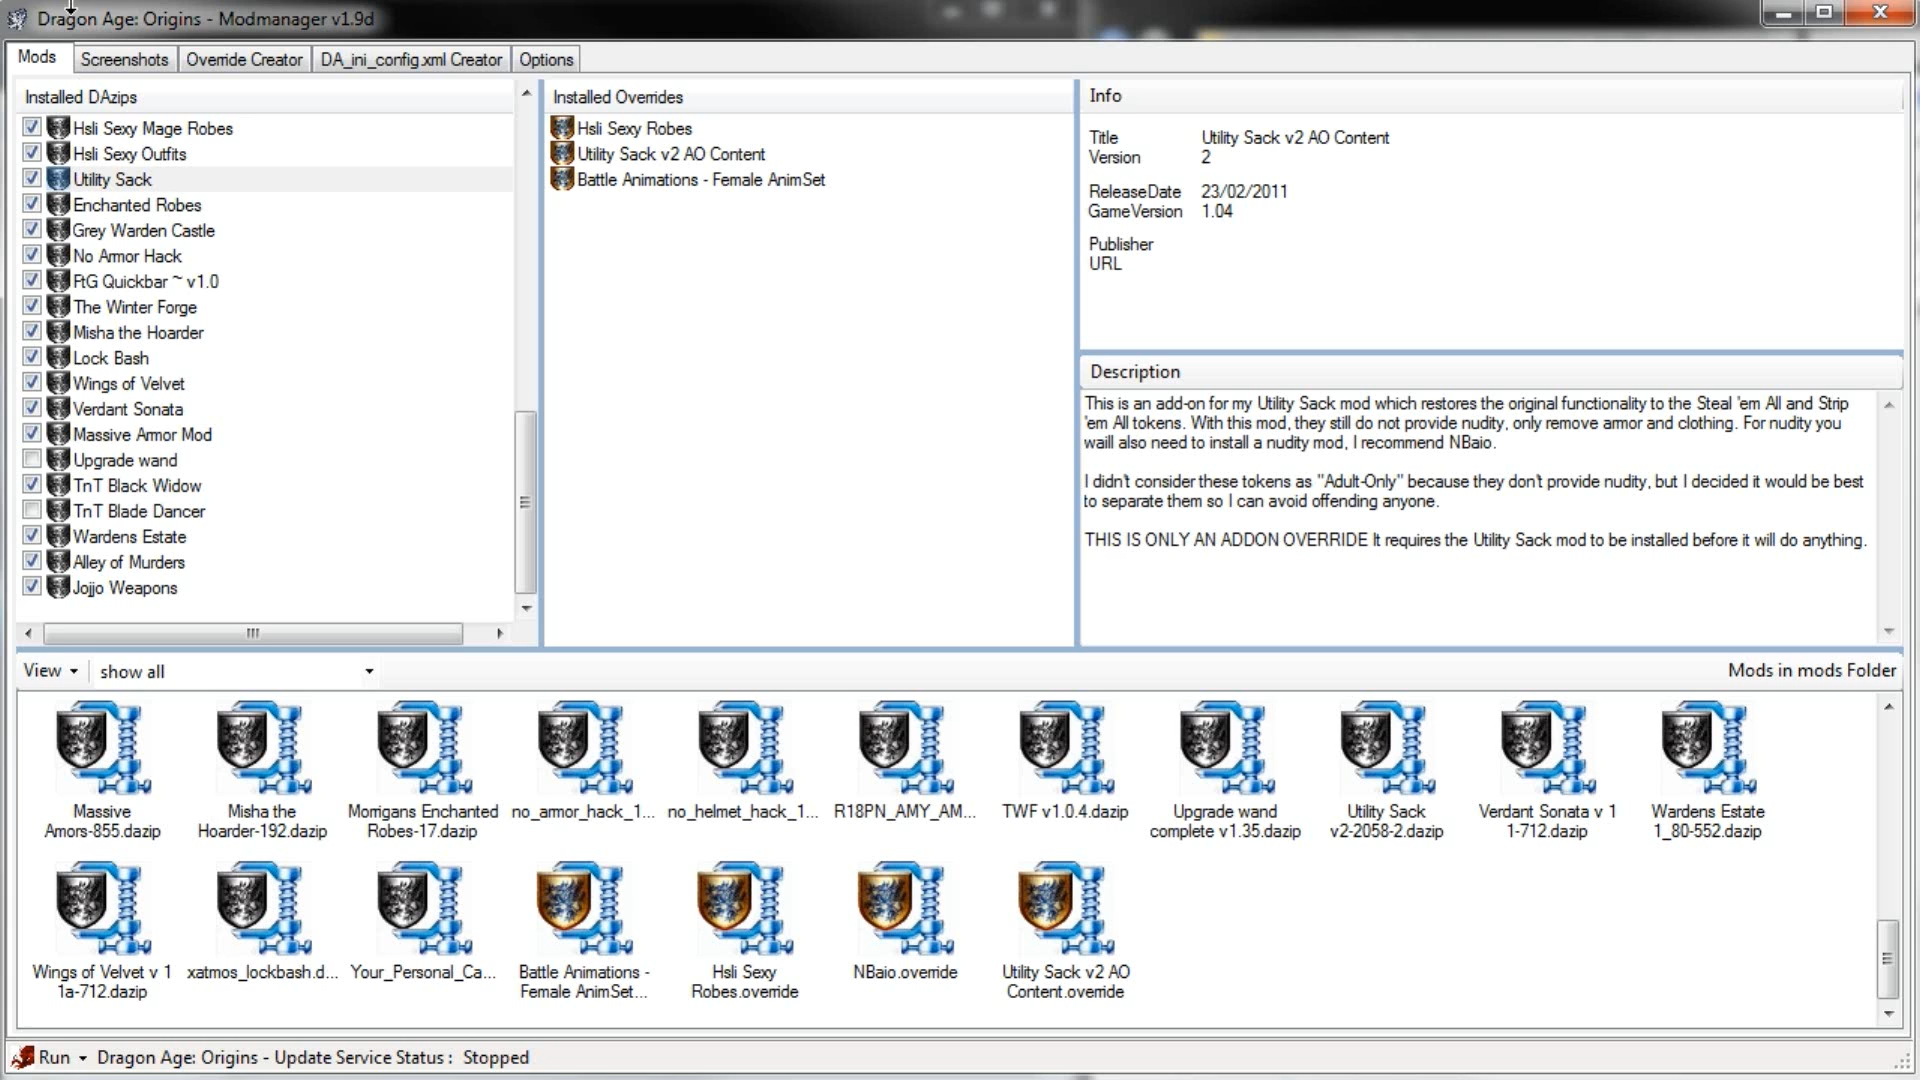 Dragon Age: Origins - Modmanager v1.9d
Mods
Screenshots
Override Creator
DA_ini_config.xml Creator
Options
Installed DAzips
Hsli Sexy Mage Robes
Hsli Sexy Outfits
Utility Sack
Enchanted Robes
Grey Warden Castle
No Armor Hack
FtG Quickbar ~ v1.0
The Winter Forge
Misha the Hoarder
Lock Bash
Wings of Velvet
Verdant Sonata
Massive Armor Mod
Upgrade wand
TnT Black Widow
TnT Blade Dancer
Wardens Estate
Alley of Murders
Jojjo Weapons
Installed Overrides
Hsli Sexy Robes
Utility Sack v2 AO Content
Battle Animations - Female AnimSet
Info
Title Utility Sack v2 AO Content
Version 2
ReleaseDate 23/02/2011
GameVersion 1.04
Publisher
URL
Description
This is an add-on for my Utility Sack mod which restores the original functionality to the Steal 'em All and Strip
'em All tokens. With this mod, they still do not provide nudity, only remove armor and clothing. For nudity you
waill also need to install a nudity mod, I recommend NBaio.
I didn't consider these tokens as "Adult-Only" because they don't provide nudity, but I decided it would be best
to separate them so I can avoid offending anyone.
THIS IS ONLY AN ADDON OVERRIDE It requires the Utility Sack mod to be installed before it will do anything.
View
show all
Mods in mods Folder
Massive
Amors-855.dazip
Misha the
Hoarder-192.dazip
Morrigans Enchanted
Robes-17.dazip
no_armor_hack_1...
no_helmet_hack_1...
R18PN_AMY_AM...
TWF v1.0.4.dazip
Upgrade wand
complete v1.35.dazip
Utility Sack
v2-2058-2.dazip
Verdant Sonata v 1
1-712.dazip
Wardens Estate
1_80-552.dazip
Wings of Velvet v 1
1a-712.dazip
xatmos_lockbash.d...
Your_Personal_Ca...
Battle Animations -
Female AnimSet...
Hsli Sexy
Robes.override
NBaio.override
Utility Sack v2 AO
Content.override
Run
Dragon Age: Origins - Update Service Status : Stopped